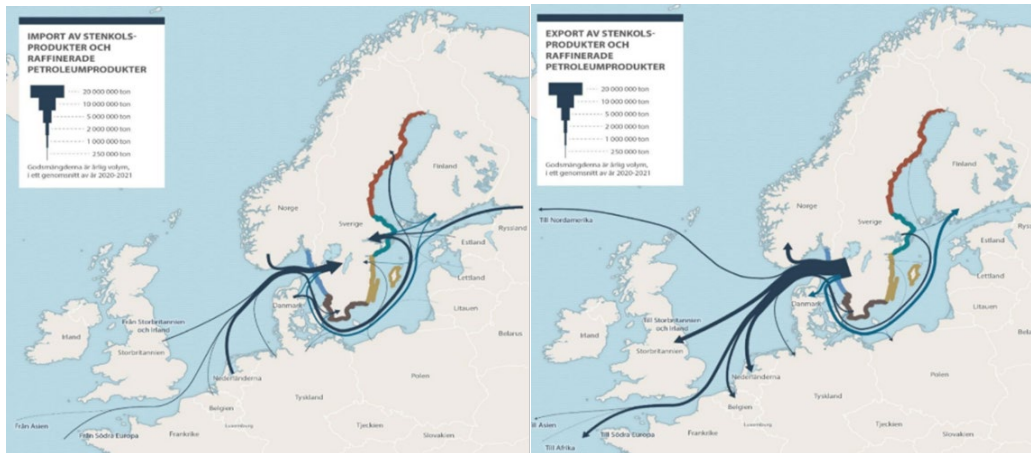 IMPORT AV STENKOLS-
PRODUKTER OCH
RAFFINERADE
PETROLEUMPRODUKTER
20 000 000 ton
10 000 000 ton
5 000 000 ton
2 000 000 ton
1 000 000 ton
250 000 ton
Godsmängderna är årlig volym,
i ett genomsnitt av år 2020-2021
Finland
Norge
Sverige
Ryssland
Estland
Lettland
Danmark
Litauen
Från Storbritannien
och Irland
Irland
Storbritannien
Belarus
Nederländerna
Polen
Belgien
Tyskland
Från Asien
Från Södra Europa
Luxemburg
Tjeckien
Frankrike
Slovakien
EXPORT AV STENKOLS-
PRODUKTER OCH
RAFFINERADE
PETROLEUMPRODUKTER
20 000 000 ton
10 000 000 ton
5 000 000 ton
2 000 000 ton
1 000 000 ton
250 000 ton
Godsmängderna är årlig volym,
i ett genomsnitt av år 2020-2021
Finland
Norge
Till Nordamerika
Sverige
Rys
Estland
Lettland
Danmark
Litauen
Till Storbritannien
och Irland
Irland
Storbritannien
Nederländerna
Polen
Belgien
Tyskland
ll Asien
Till Södra Europa
Luxemburg
Tjeckien
Till Afrika
Frankrike
Slovakien